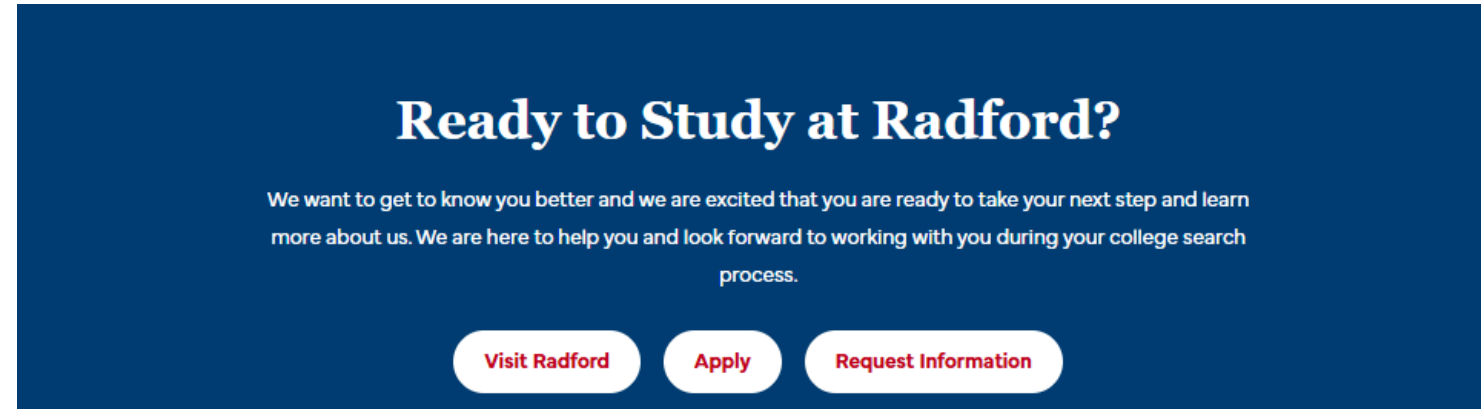 Ready to Study at Radford?
We want to get to know you better and we are excited that you are ready to take your next step and learn
more about us. We are here to help you and look forward to working with you during your college search
process.
Visit Radford
Apply
Request Information